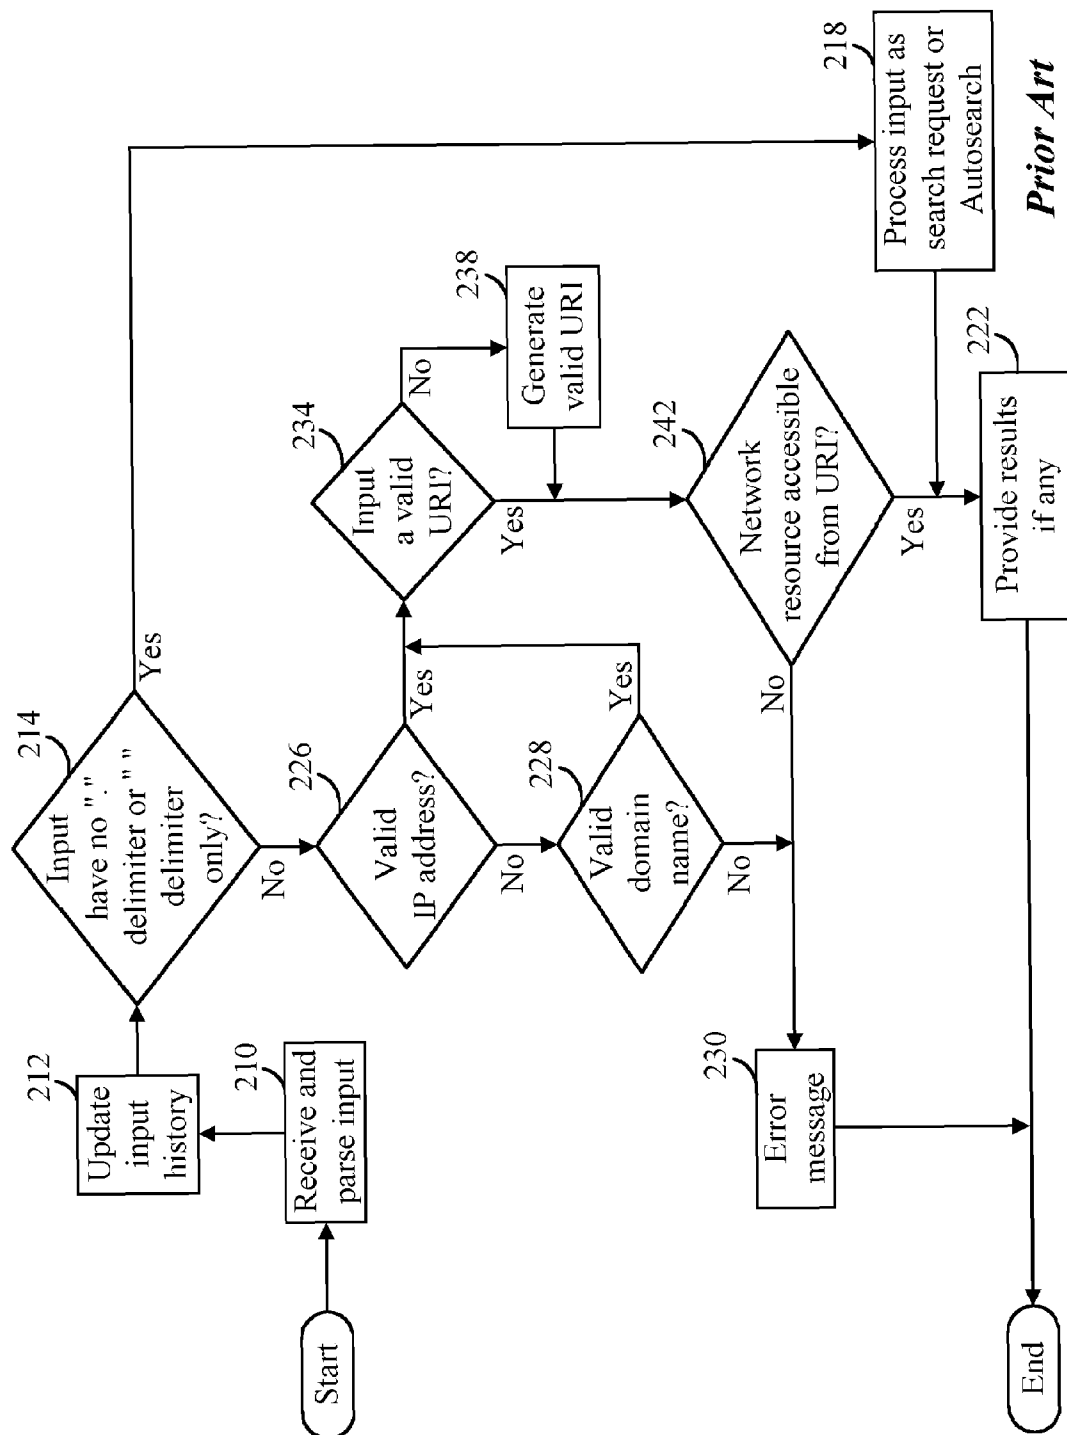 Start
210
Receive and
parse input
212
Update
input
history
214
Input
have no "."
delimiter or " "
delimiter
only?
Yes
No
226
Valid
IP address?
Yes
No
228
Valid
domain
name?
Yes
No
230
Error
message
234
Input
a valid
URI?
No
Yes
238
Generate
valid URI
242
Network
resource accessible
from URI?
No
Yes
218
Process input as
search request or
Autosearch
222
Provide results
if any
End
Prior Art